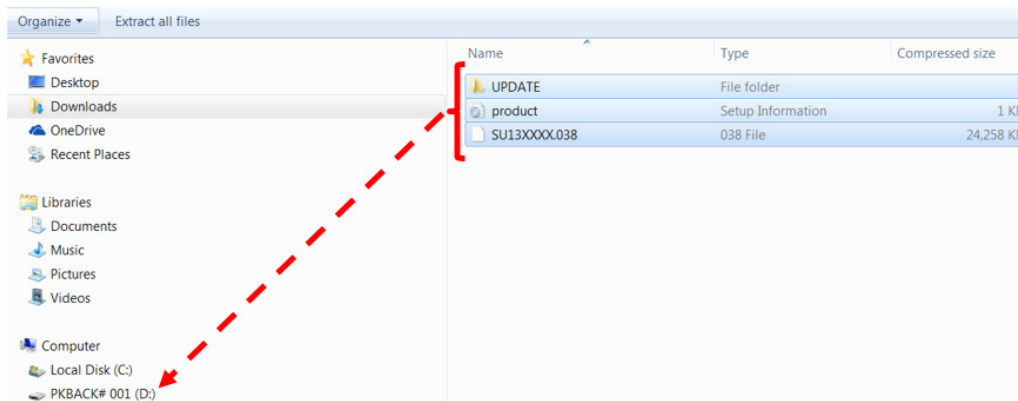 Organize Extract all files
Name Type Compressed size
Favorites
Desktop
Downloads
OneDrive
Recent Places
Libraries
Documents
Music
Pictures
Videos
Computer
Local Disk (C:)
PKBACK# 001 (D:)
UPDATE File folder
product Setup Information 1 K
SU13XXXX.038 038 File 24,258 K